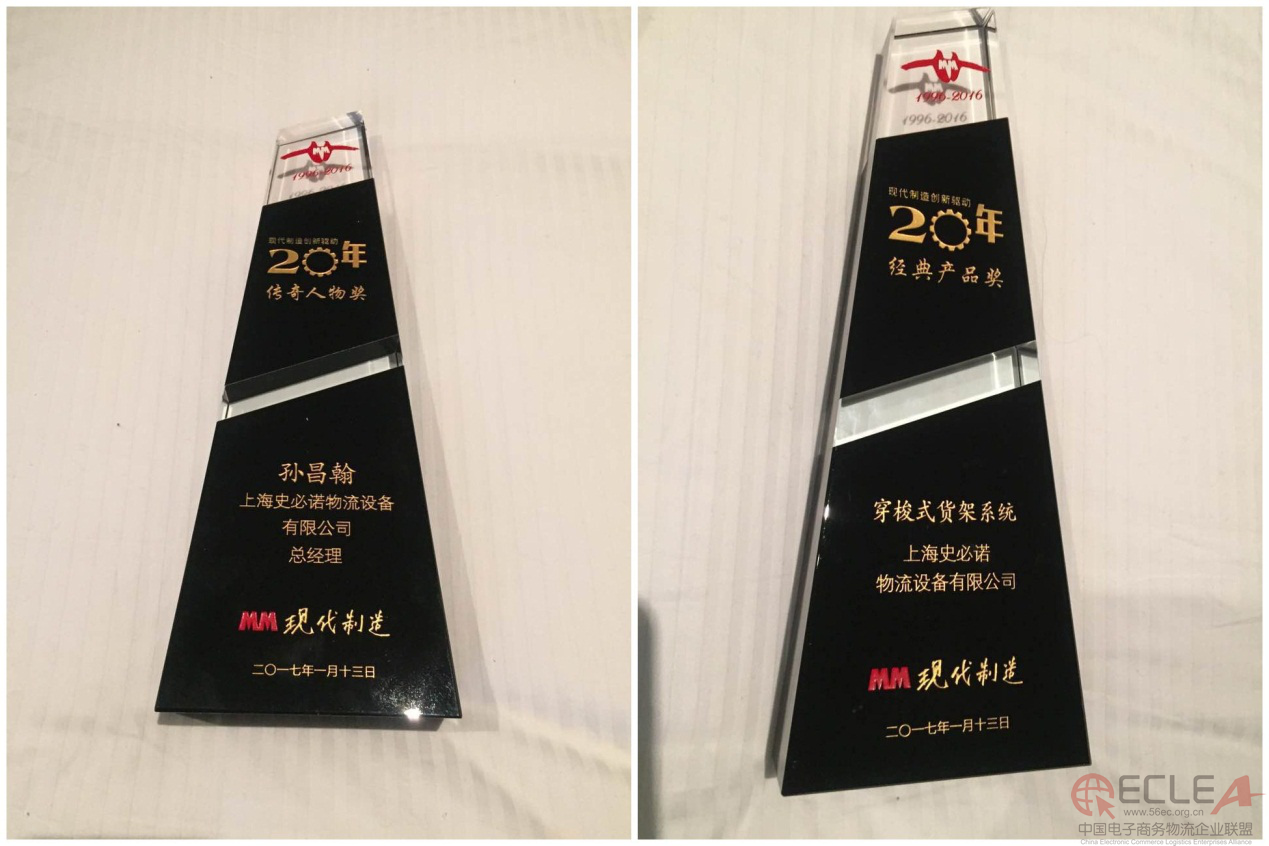 MM
1996-2016
现代制造创新驱动
20年
传奇人物奖
孙昌翰
上海史必诺物流设备
有限公司
总经理
MM 现代制造
二〇一七年一月十三日
MM
1996-2016
1996-2016
现代制造创新驱动
20年
经典产品奖
穿梭式货架系统
上海史必诺
物流设备有限公司
MM 现代制造
二〇一七年一月十三日
ECLEA
www.56ec.org.cn
中国电子商务物流企业联盟
China Electronic Commerce Logistics Enterprises Alliance